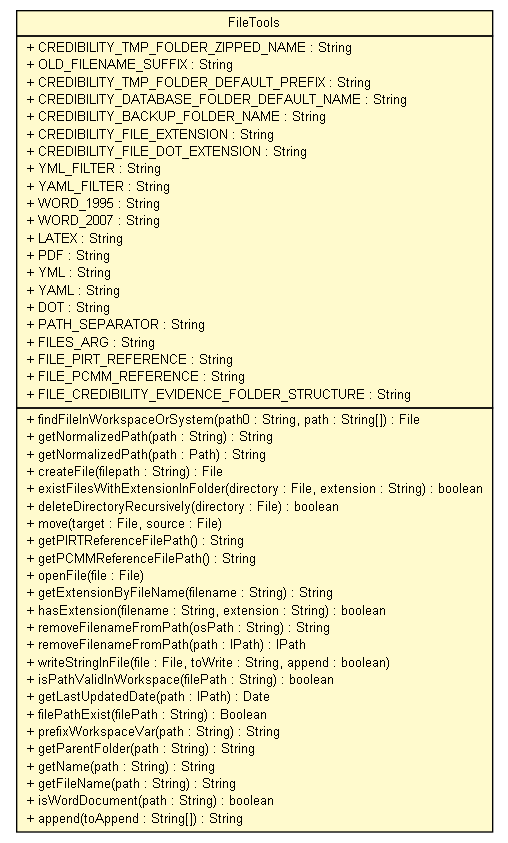 FileTools
+ CREDIBILITY_TMP_FOLDER_ZIPPED_NAME : String
+ OLD_FILENAME_SUFFIX : String
+ CREDIBILITY_TMP_FOLDER_DEFAULT_PREFIX : String
+ CREDIBILITY_DATABASE_FOLDER_DEFAULT_NAME : String
+ CREDIBILITY_BACKUP_FOLDER_NAME : String
+ CREDIBILITY_FILE_EXTENSION : String
+ CREDIBILITY_FILE_DOT_EXTENSION : String
+ YML_FILTER : String
+ YAML_FILTER : String
+ WORD_1995 : String
+ WORD_2007 : String
+ LATEX : String
+ PDF : String
+ YML : String
+ YAML : String
+ DOT : String
+ PATH_SEPARATOR : String
+ FILES_ARG : String
+ FILE_PIRT_REFERENCE : String
+ FILE_PCMM_REFERENCE : String
+ FILE_CREDIBILITY_EVIDENCE_FOLDER_STRUCTURE : String
+ findFileInWorkspaceOrSystem(path0 : String, path : String[]) : File
+ getNormalizedPath(path : String) : String
+ getNormalizedPath(path : Path) : String
+ createFile(filepath : String) : File
+ existFilesWithExtensionInFolder(directory : File, extension : String) : boolean
+ deleteDirectoryRecursively(directory : File) : boolean
+ move(target : File, source : File)
+ getPIRTReferenceFilePath() : String
+ getPCMMReferenceFilePath() : String
+ openFile(file : File)
+ getExtensionByFileName(filename : String) : String
+ hasExtension(filename : String, extension : String) : boolean
+ removeFilenameFromPath(osPath : String) : String
+ removeFilenameFromPath(path : IPath) : IPath
+ writeStringInFile(file : File, toWrite : String, append : boolean)
+ isPathValidInWorkspace(filePath : String) : boolean
+ getLastUpdatedDate(path : IPath) : Date
+ filePathExist(filePath : String) : Boolean
+ prefixWorkspaceVar(path : String) : String
+ getParentFolder(path : String) : String
+ getName(path : String) : String
+ getFileName(path : String) : String
+ isWordDocument(path : String) : boolean
+ append(toAppend : String[]) : String